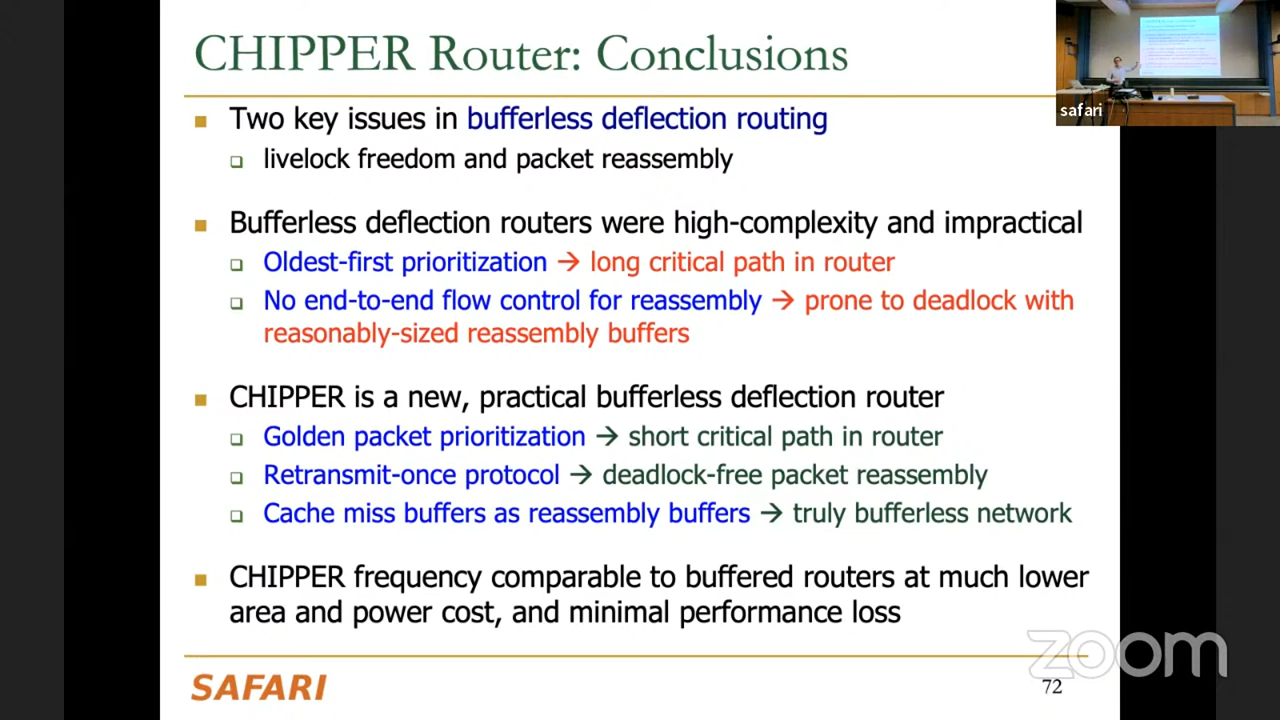 CHIPPER Router: Conclusions
safari
Two key issues in bufferless deflection routing
livelock freedom and packet reassembly
Bufferless deflection routers were high-complexity and impractical
Oldest-first prioritization → long critical path in router
No end-to-end flow control for reassembly → prone to deadlock with
reasonably-sized reassembly buffers
CHIPPER is a new, practical bufferless deflection router
Golden packet prioritization → short critical path in router
Retransmit-once protocol → deadlock-free packet reassembly
Cache miss buffers as reassembly buffers → truly bufferless network
CHIPPER frequency comparable to buffered routers at much lower
area and power cost, and minimal performance loss
zoom
SAFARI
72